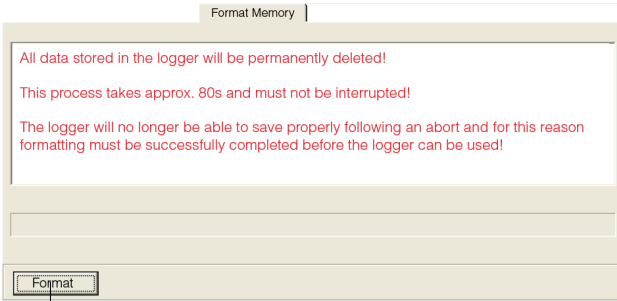 Format Memory
All data stored in the logger will be permanently deleted!
This process takes approx. 80s and must not be interrupted!
The logger will no longer be able to save properly following an abort and for this reason
formatting must be successfully completed before the logger can be used!
Format